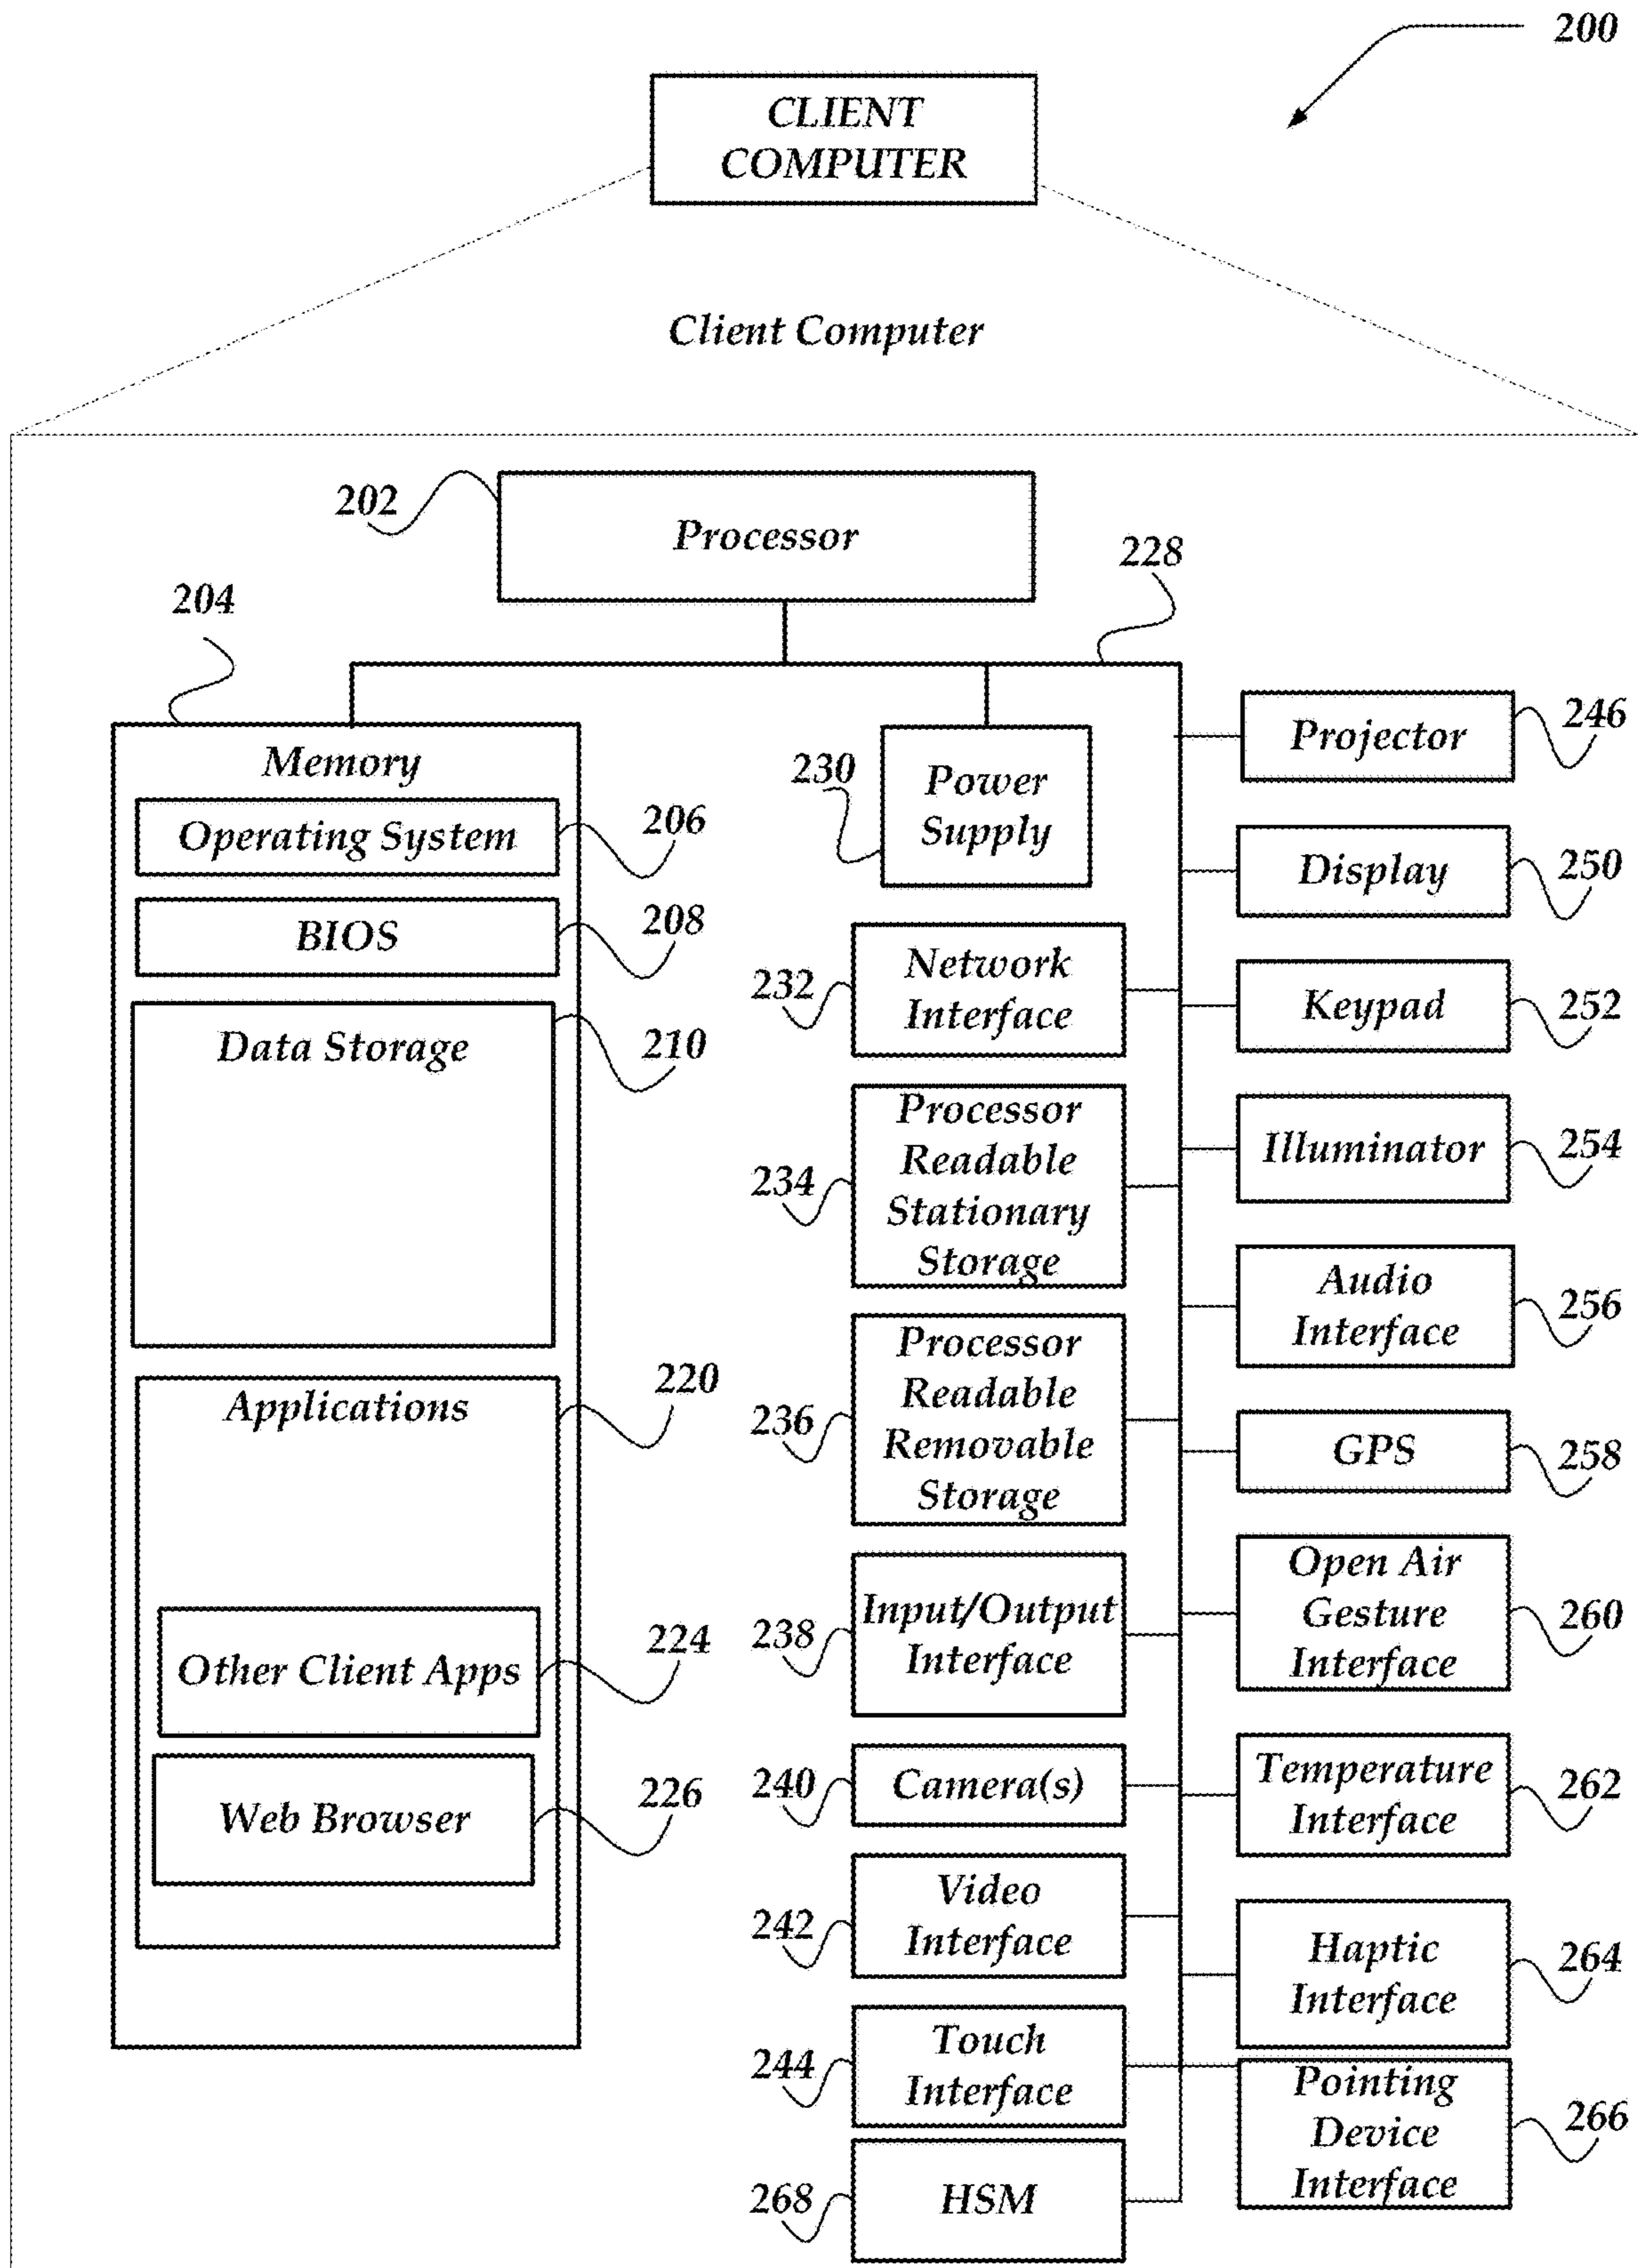 200
CLIENT
COMPUTER
Client Computer
202
Processor
228
204
Memory
Operating System
206
BIOS
208
Data Storage
210
Applications
220
Other Client Apps
224
Web Browser
226
230
Power
Supply
232
Network
Interface
234
Processor
Readable
Stationary
Storage
236
Processor
Readable
Removable
Storage
238
Input/Output
Interface
240
Camera(s)
242
Video
Interface
244
Touch
Interface
268
HSM
Projector
246
Display
250
Keypad
252
Illuminator
254
Audio
Interface
256
GPS
258
Open Air
Gesture
Interface
260
Temperature
Interface
262
Haptic
Interface
264
Pointing
Device
Interface
266